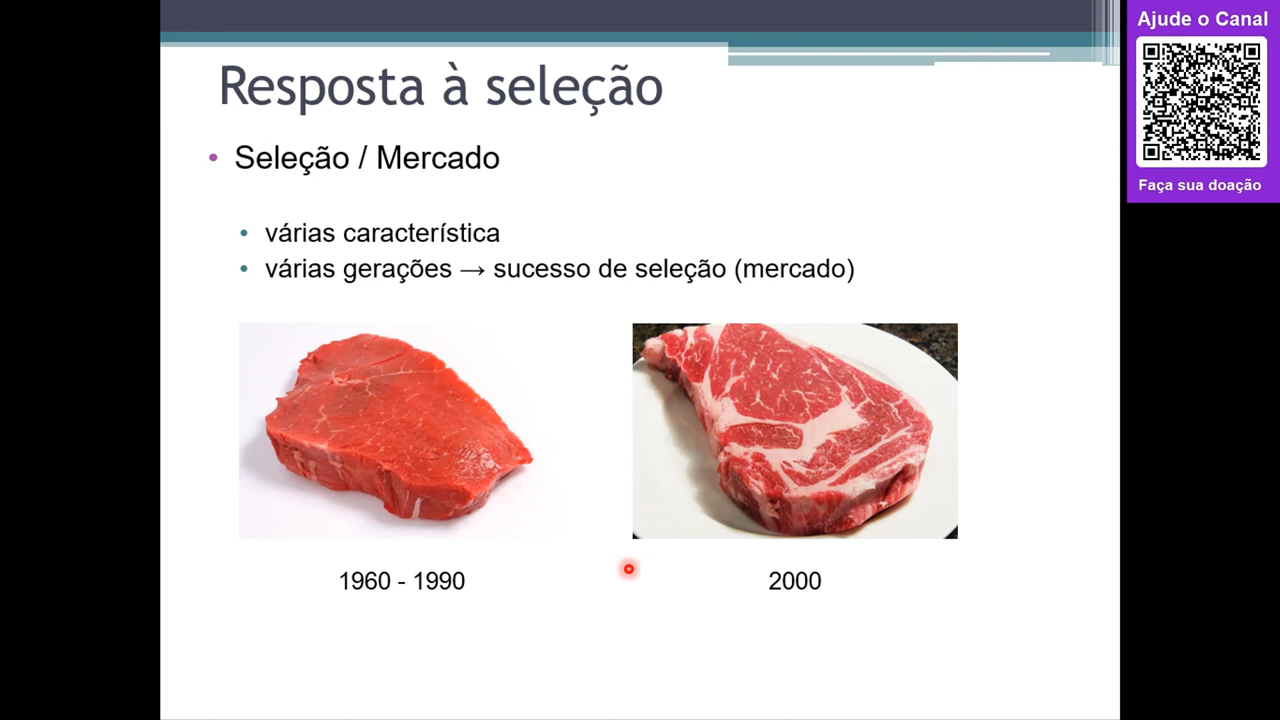 Resposta à seleção
• Seleção / Mercado
• várias característica
• várias gerações → sucesso de seleção (mercado)
1960 - 1990
2000
Ajude o Canal
Faça sua doação